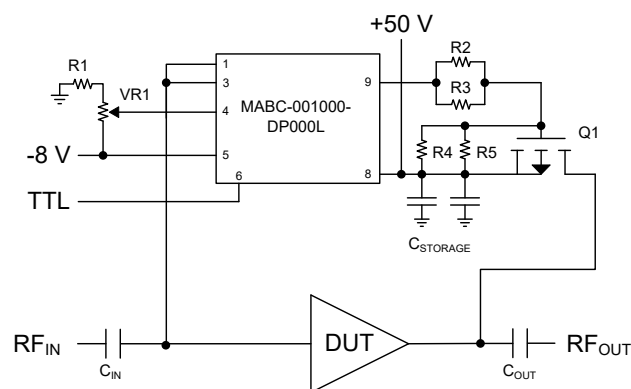 +50 V
R1
VR1
-8 V
TTL
1
3
4
5
6
MABC-001000-
DP000L
9
8
R2
R3
R4
R5
Q1
CSTORAGE
RFIN
CIN
DUT
COUT
RFOUT